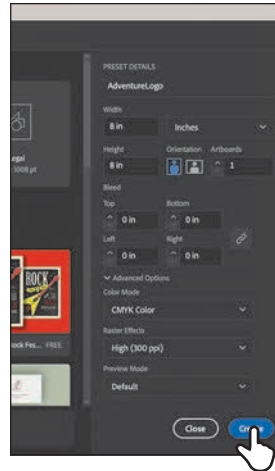 PRESET DETAILS
AdventureLogo
Width
8 in Inches
Height Orientation Artboards
8 in 1
Bleed
Top Bottom
0 in 0 in
Left Right
0 in 0 in
Advanced Options
Color Mode
CMYK Color
Raster Effects
High (300 ppi)
Preview Mode
Default
Close
egal
1008 pt
ROCK
ock Fes... FREE